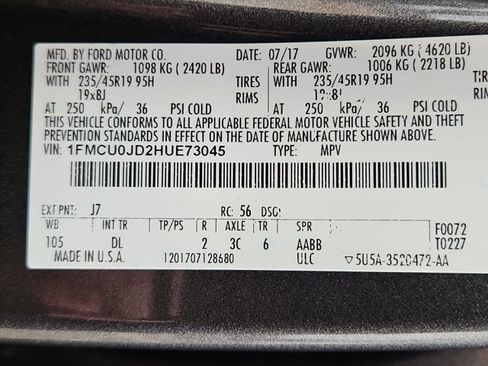 MFD. BY FORD MOTOR CO. DATE: 07/17 GVWR: 2096 KG (4620 LB)
FRONT GAWR: 1098 KG (2420 LB) REAR GAWR: 1006 KG (2218 LB)
WITH 235/45R19 95H TIRES WITH 235/45R19 95H
19x8J RIMS
AT 250 kPa/ 36 PSI COLD AT 250 kPa/ 36 PSI COLD
THIS VEHICLE CONFORMS TO ALL APPLICABLE FEDERAL MOTOR VEHICLE
SAFETY, BUMPER, AND THEFT PREVENTION STANDARDS IN EFFECT ON THE DATE OF MANUFACTURE SHOWN ABOVE.
VIN: 1FMCU0JD2HUE73045 TYPE: MPV
EXT PNT: J7 RC: 56 DSO:
WB INT TR TP/PS R AXLE TR SPR F0072
105 DL 2 3C 6 AABB T0227
MADE IN U.S.A. 1201707128680 ULC ▽5U5A-3520472-AA